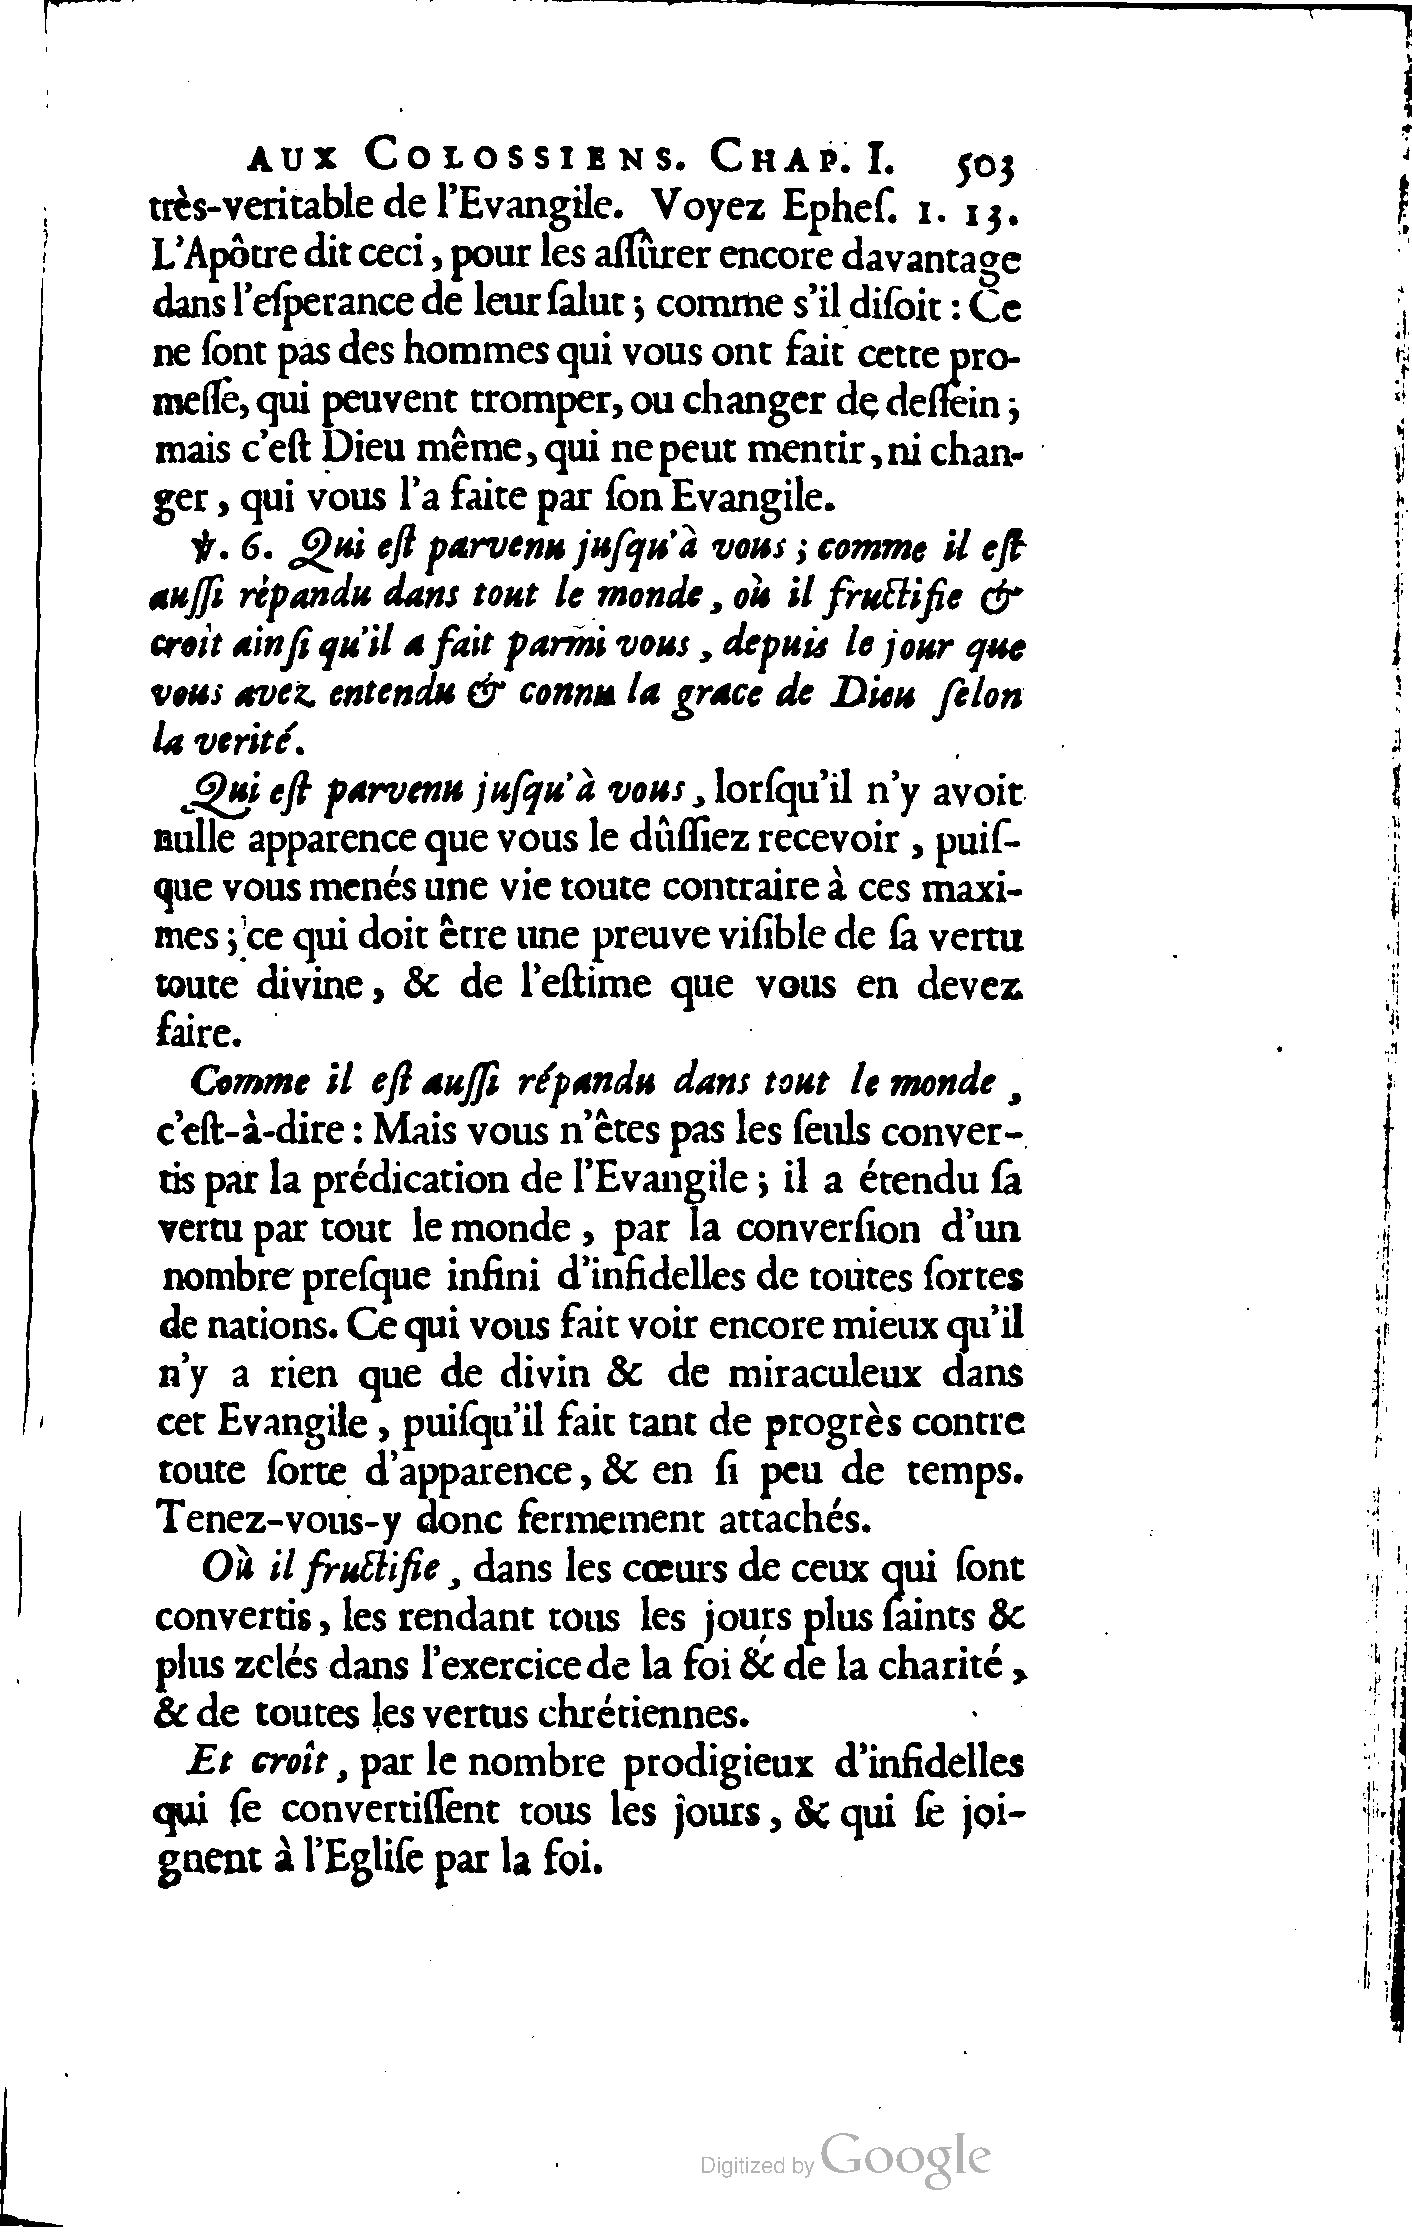 AUX COLOSSIENS. CHAP. I. 503
très-veritable de l'Evangile. Voyez Epheſ. 1. 13.
L'Apôtre dit ceci, pour les aſſûrer encore davantage
dans l'eſperance de leur ſalut; comme s'il diſoit: Ce
ne ſont pas des hommes qui vous ont fait cette pro-
meſſe, qui peuvent tromper, ou changer de deſſein;
mais c'eſt Dieu même, qui ne peut mentir, ni chan-
ger, qui vous l'a faite par ſon Evangile.
℣. 6. Qui eſt parvenu juſqu'à vous; comme il eſt
auſſi répandu dans tout le monde, où il fructifie &
croît ainſi qu'il a fait parmi vous, depuis le jour que
vous avez entendu & connu la grace de Dieu ſelon
la verité.
Qui eſt parvenu juſqu'à vous, lorſqu'il n'y avoit
nulle apparence que vous le dûſſiez recevoir, puiſ-
que vous menés une vie toute contraire à ces maxi-
mes; ce qui doit être une preuve viſible de ſa vertu
toute divine, & de l'eſtime que vous en devez
faire.
Comme il eſt auſſi répandu dans tout le monde,
c'eſt-à-dire: Mais vous n'êtes pas les ſeuls conver-
tis par la prédication de l'Evangile; il a étendu ſa
vertu par tout le monde, par la converſion d'un
nombre preſque infini d'infidelles de toutes ſortes
de nations. Ce qui vous fait voir encore mieux qu'il
n'y a rien que de divin & de miraculeux dans
cet Evangile, puiſqu'il fait tant de progrès contre
toute ſorte d'apparence, & en ſi peu de temps.
Tenez-vous-y donc fermement attachés.
Où il fructifie, dans les cœurs de ceux qui ſont
convertis, les rendant tous les jours plus ſaints &
plus zelés dans l'exercice de la foi & de la charité,
& de toutes les vertus chrétiennes.
Et croît, par le nombre prodigieux d'infidelles
qui ſe convertiſſent tous les jours, & qui ſe joi-
gnent à l'Egliſe par la foi.
Digitized by Google